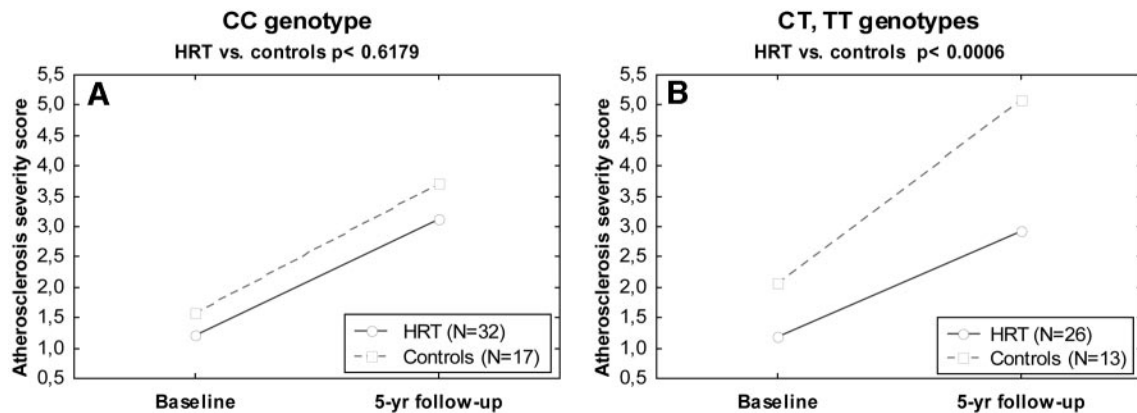 CC genotype
HRT vs. controls p< 0.6179
A
Atherosclerosis severity score
5,5
5,0
4,5
4,0
3,5
3,0
2,5
2,0
1,5
1,0
0,5
HRT (N=32)
Controls (N=17)
Baseline 5-yr follow-up
CT, TT genotypes
HRT vs. controls p< 0.0006
B
Atherosclerosis severity score
5,5
5,0
4,5
4,0
3,5
3,0
2,5
2,0
1,5
1,0
0,5
HRT (N=26)
Controls (N=13)
Baseline 5-yr follow-up